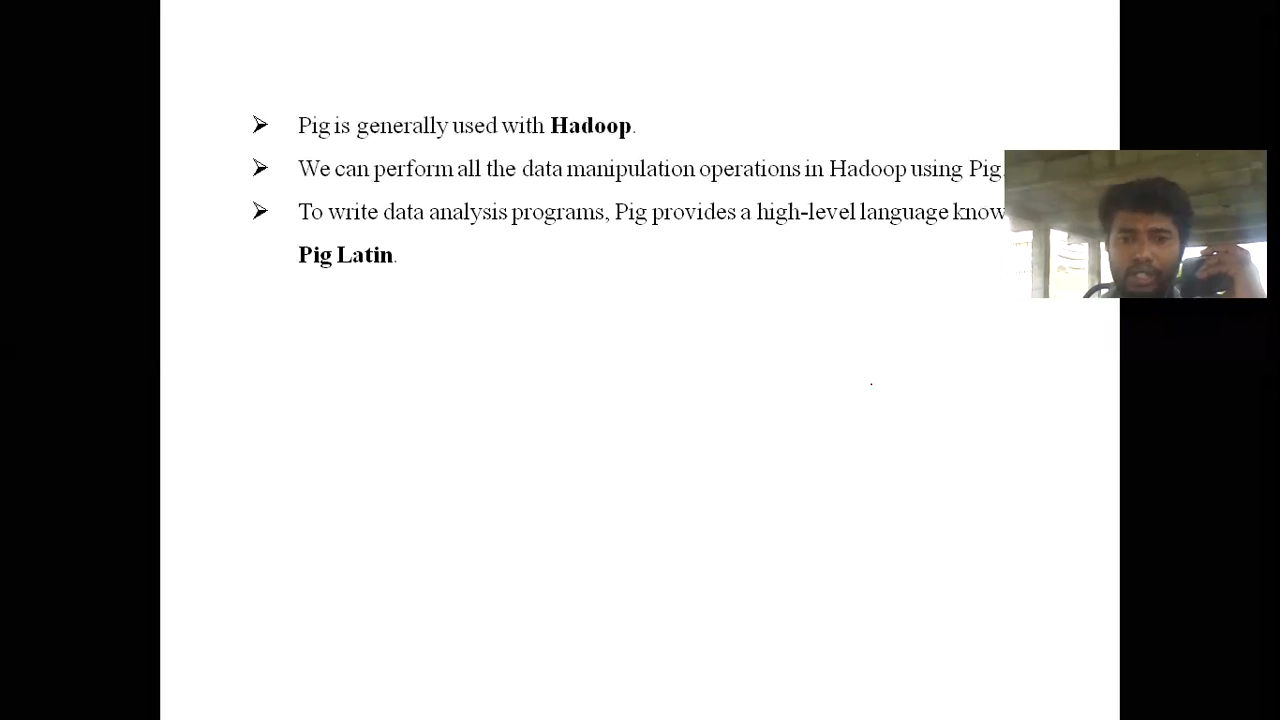 Pig is generally used with Hadoop.
We can perform all the data manipulation operations in Hadoop using Pig.
To write data analysis programs, Pig provides a high-level language know
Pig Latin.